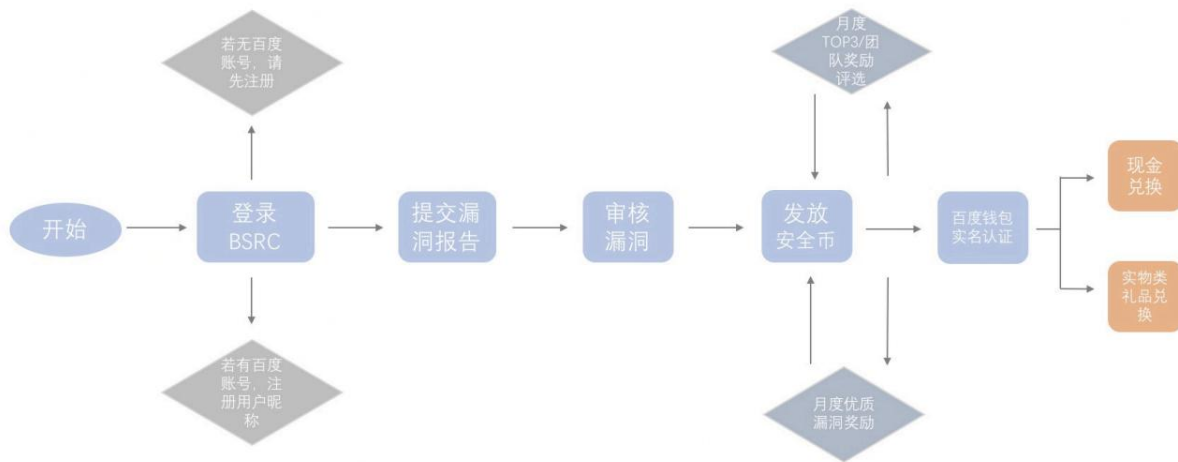 若无百度
账号，请
先注册
月度
TOP3/团
队奖励
评选
开始
登录
BSRC
提交漏
洞报告
审核
漏洞
发放
安全币
百度钱包
实名认证
现金
兑换
实物类
礼品兑
换
若有百度
账号，注
册用户昵
称
月度优质
漏洞奖励